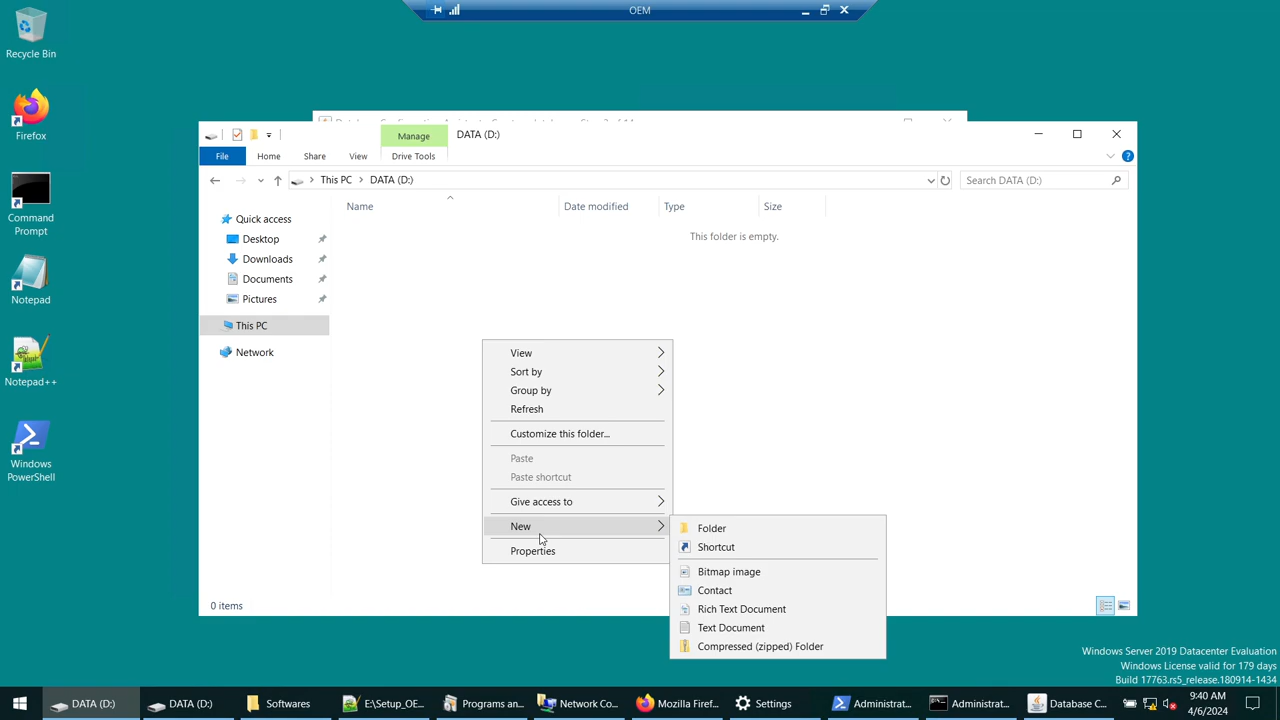 OEM
Recycle Bin
Firefox
Command
Prompt
Notepad
Notepad++
Windows
PowerShell
Manage
DATA (D:)
File
Home
Share
View
Drive Tools
This PC
DATA (D:)
Search DATA (D:)
Name
Date modified
Type
Size
This folder is empty.
Quick access
Desktop
Downloads
Documents
Pictures
This PC
Network
View
Sort by
Group by
Refresh
Customize this folder...
Paste
Paste shortcut
Give access to
New
Properties
Folder
Shortcut
Bitmap image
Contact
Rich Text Document
Text Document
Compressed (zipped) Folder
0 items
Windows Server 2019 Datacenter Evaluation
Windows License valid for 179 days
Build 17763.rs5_release.180914-1434
DATA (D:)
DATA (D:)
Softwares
E:\Setup_OE...
Programs an...
Network Co...
Mozilla Firef...
Settings
Administrat...
Administrat...
Database C...
9:40 AM
4/6/2024